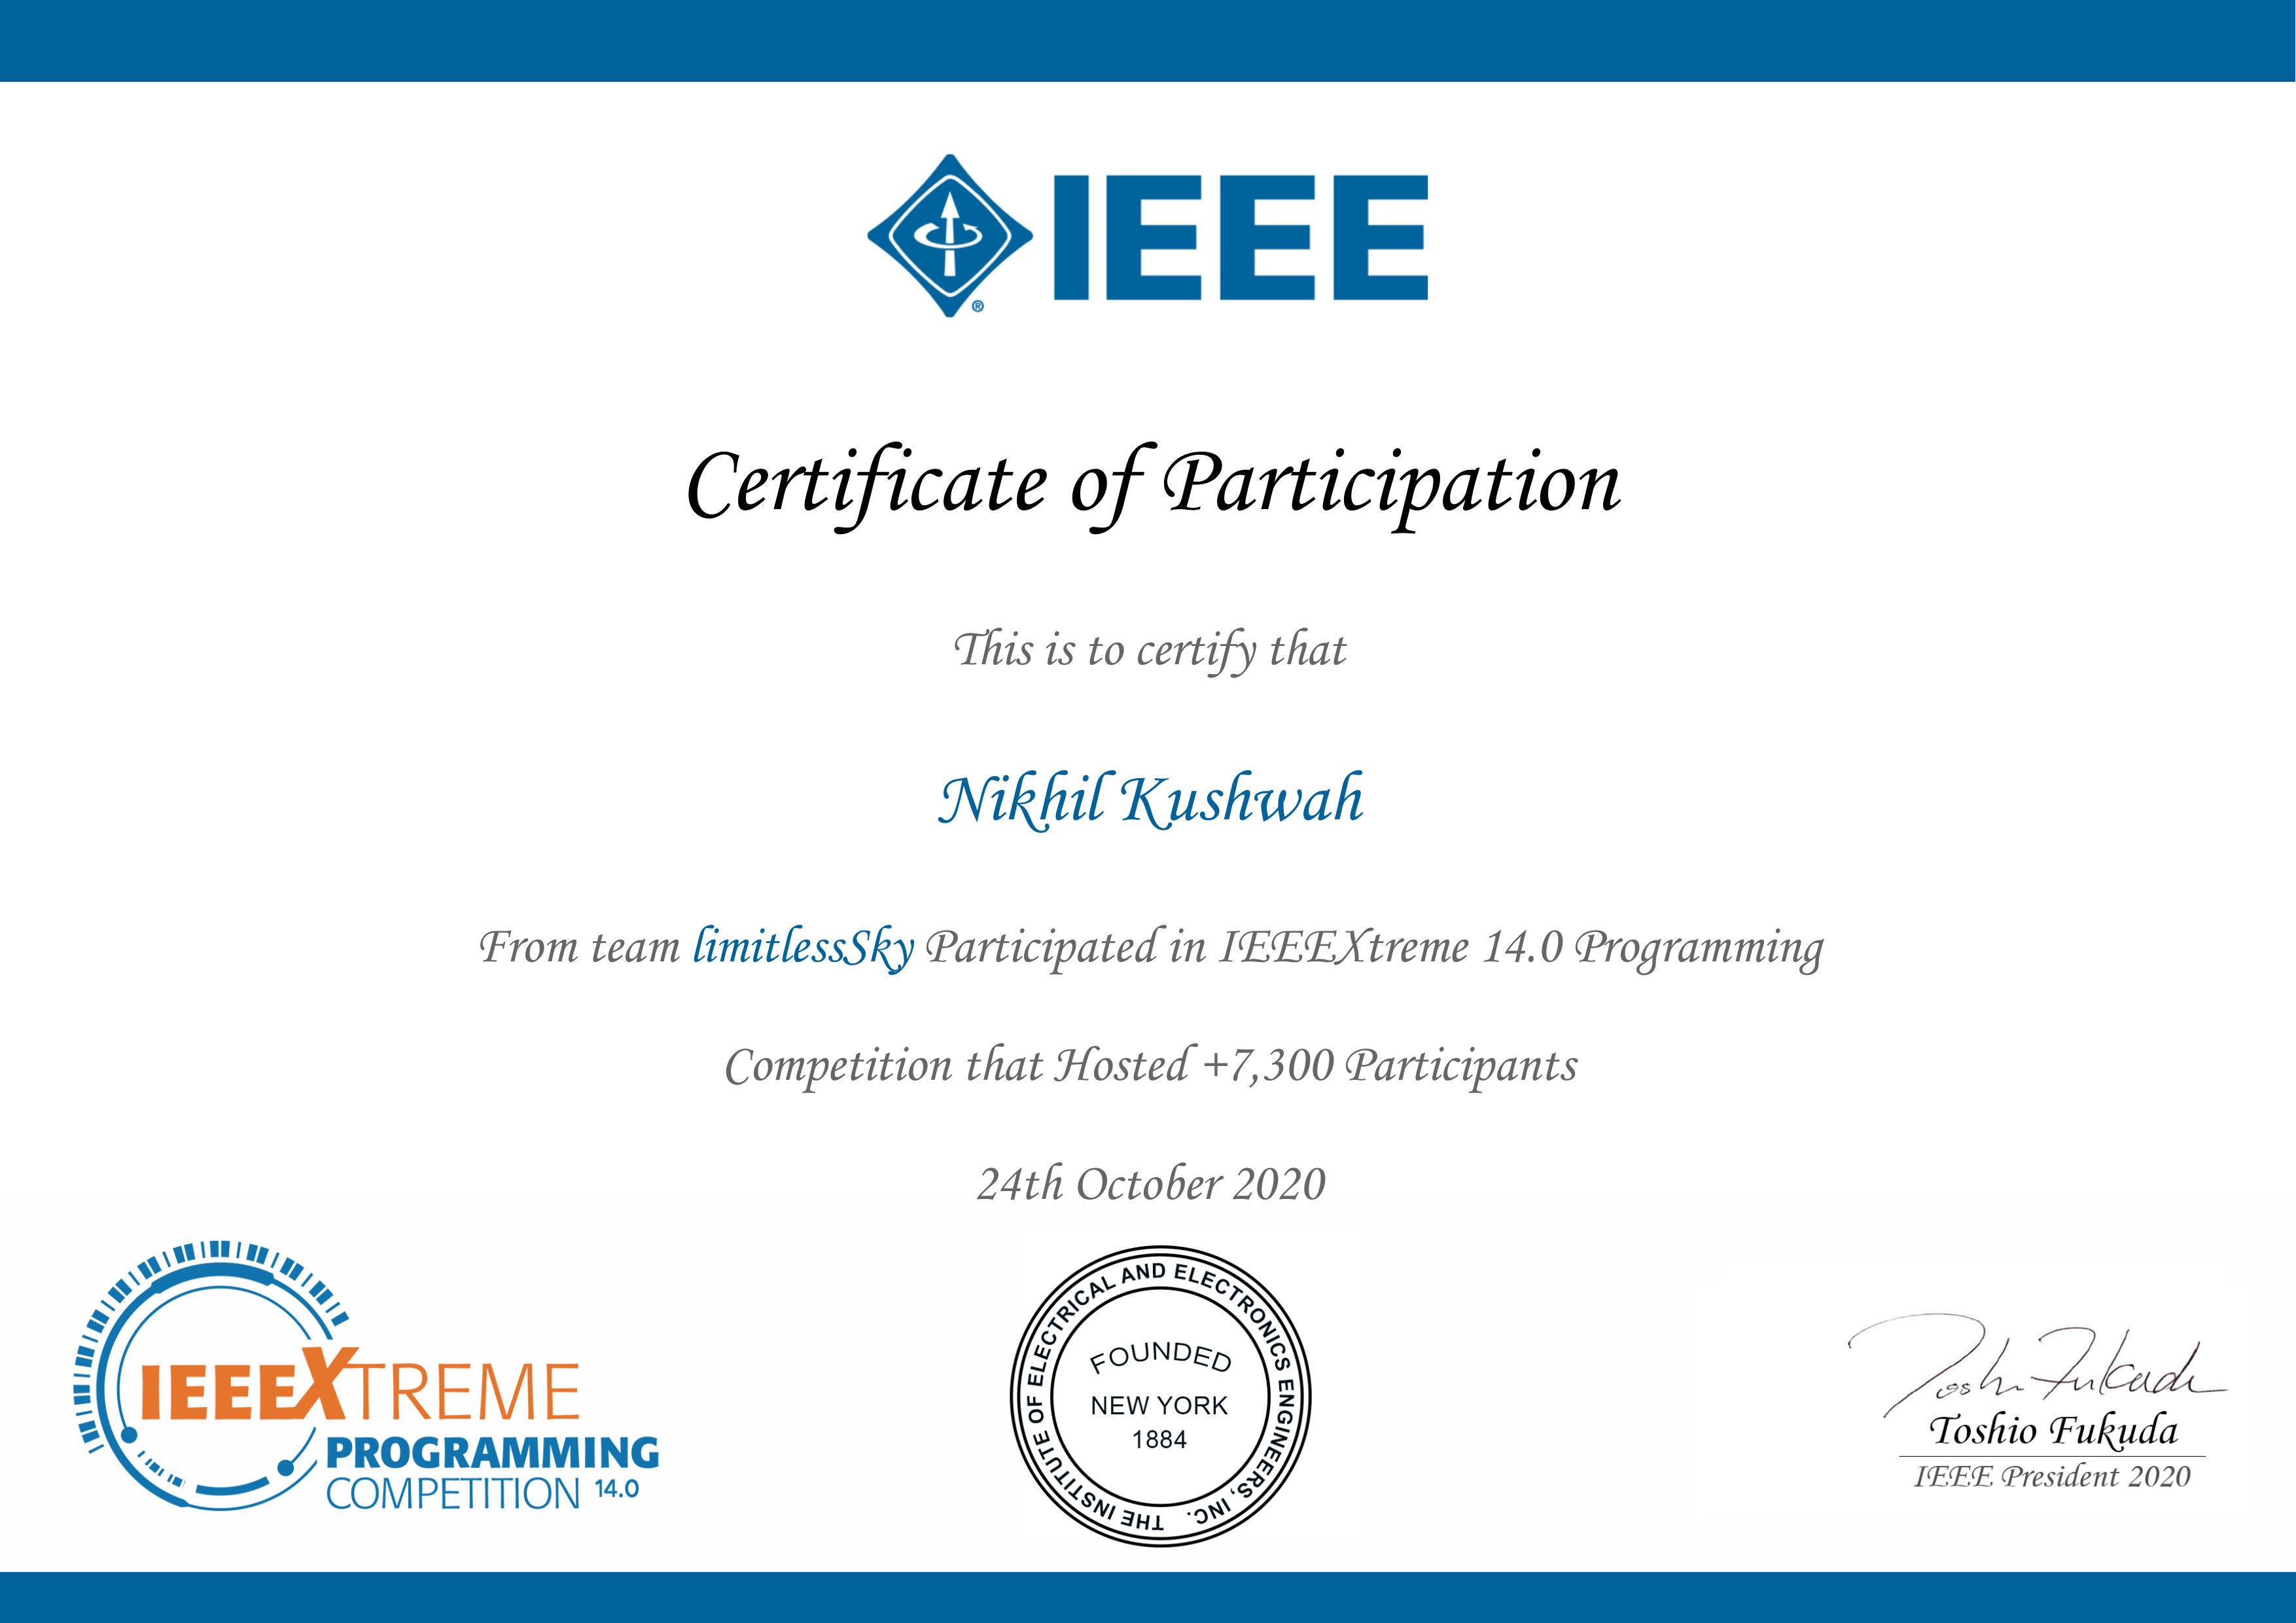 IEEE
®
Certificate of Participation
This is to certify that
Nikhil Kushwah
From team limitlessSky Participated in IEEEXtreme 14.0 Programming
Competition that Hosted +7,300 Participants
24th October 2020
IEEEXTREME
PROGRAMMING
COMPETITION 14.0
THE INSTITUTE OF ELECTRICAL AND ELECTRONICS ENGINEERS, INC.
FOUNDED
NEW YORK
1884
Toshio Fukuda
Toshio Fukuda
IEEE President 2020